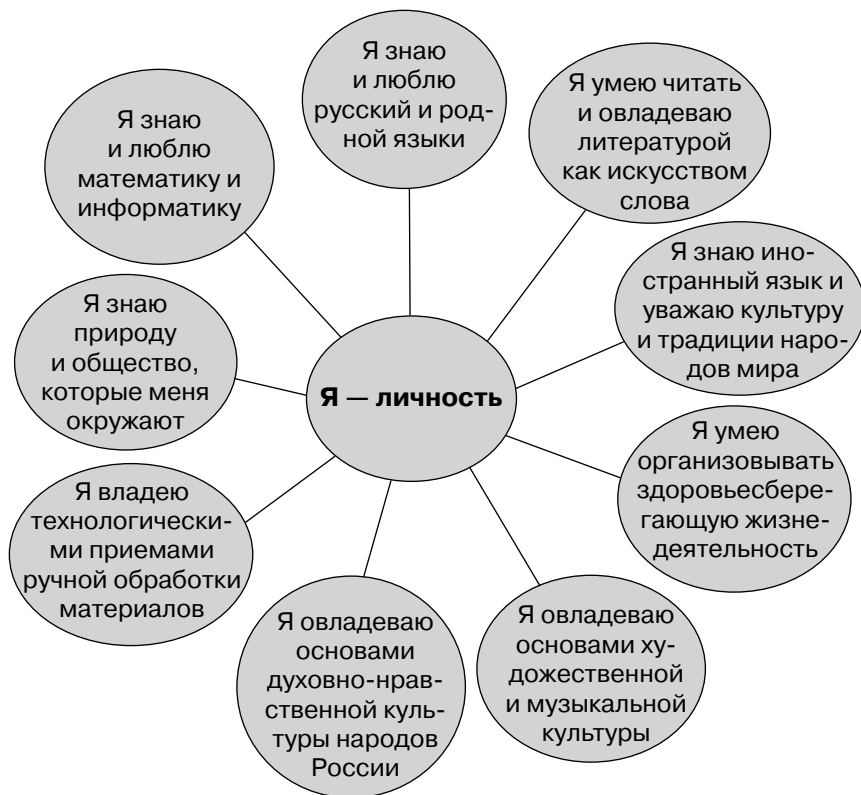 Я знаю
и люблю
русский и род-
ной языки
Я умею читать
и овладеваю
литературой
как искусством
слова
Я знаю
и люблю
математику и
информатику
Я знаю ино-
странный язык и
уважаю культуру
и традиции наро-
дов мира
Я знаю
природу
и общество,
которые меня
окружают
Я — личность
Я умею
организовывать
здоровьесбере-
гающую жизне-
деятельность
Я владею
технологически-
ми приемами
ручной обработки
материалов
Я овладеваю
основами
духовно-нрав-
ственной куль-
туры народов
России
Я овладеваю
основами ху-
дожественной
и музыкальной
культуры